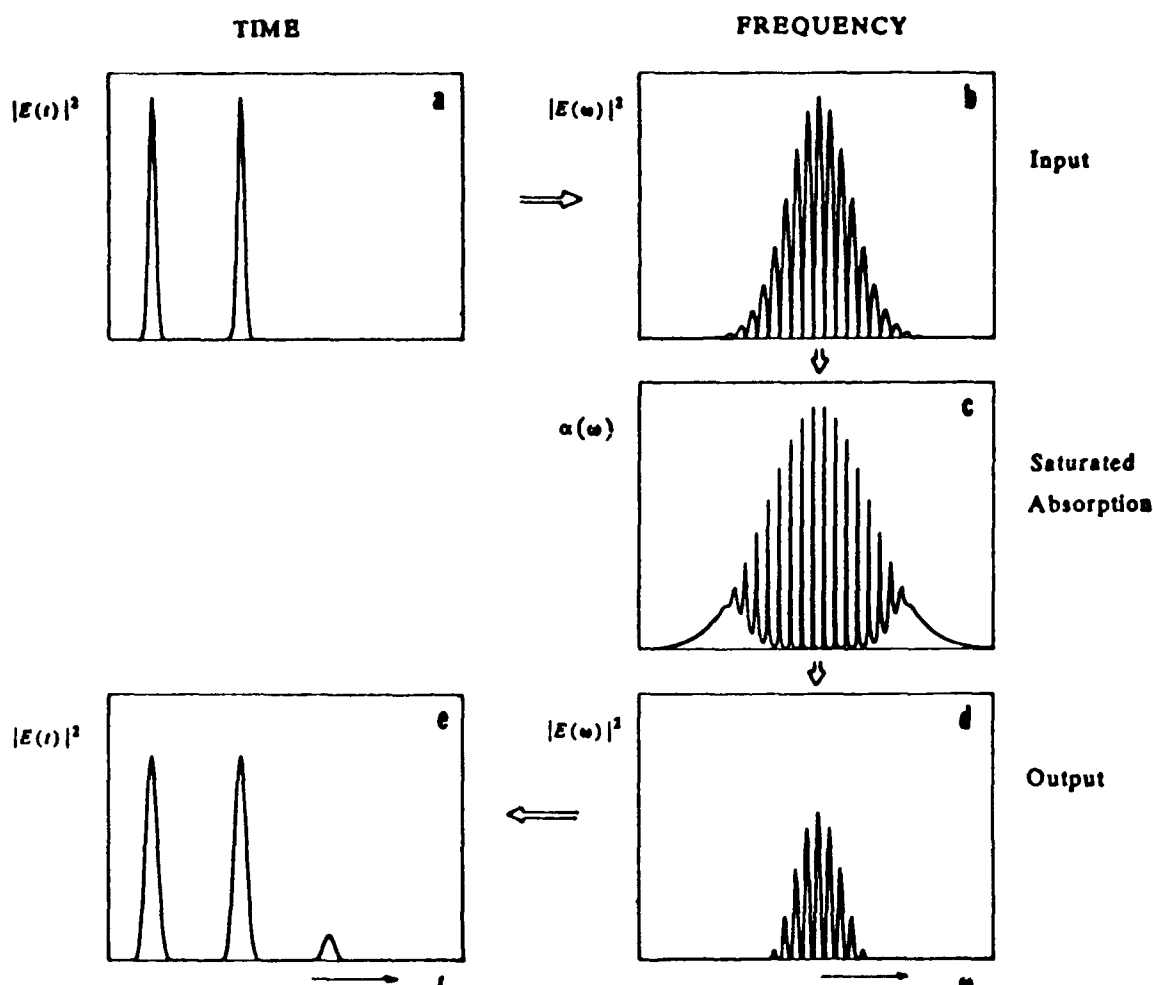 TIME
FREQUENCY
|E(t)|²
a
|E(ω)|²
b
Input
α(ω)
c
Saturated
Absorption
|E(t)|²
e
|E(ω)|²
d
Output